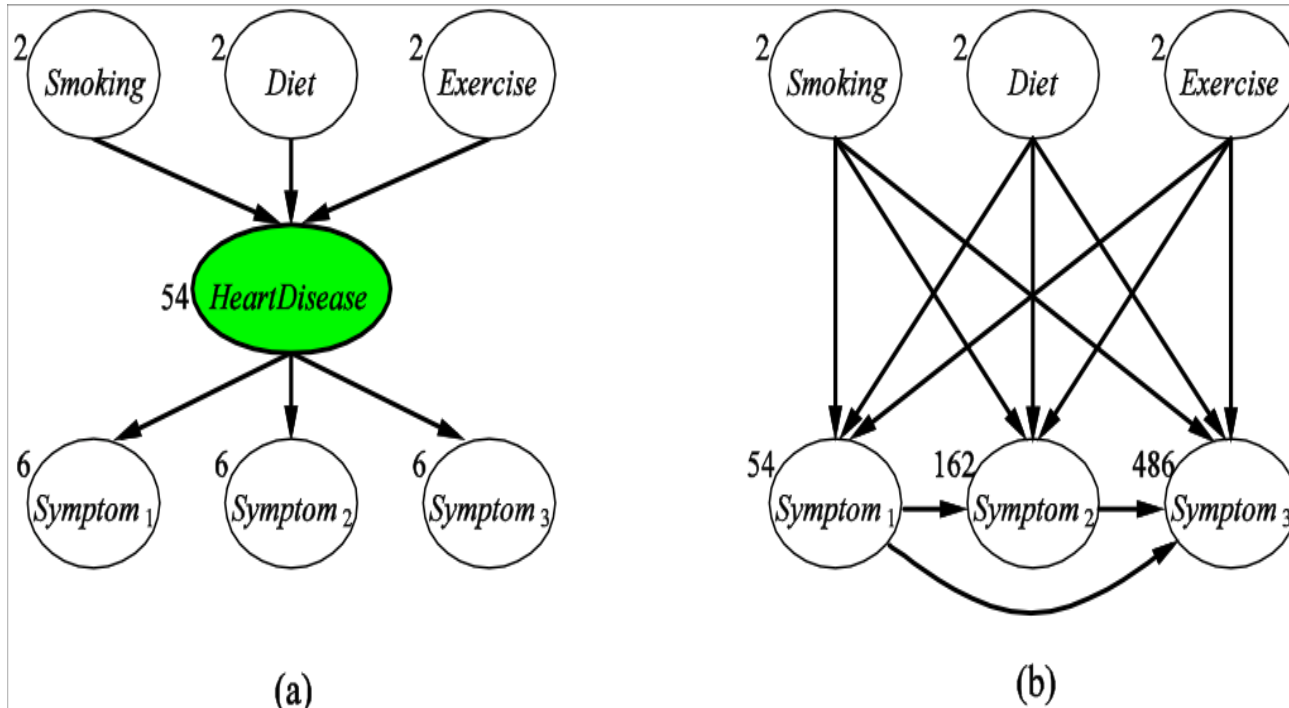 2 Smoking 2 Diet 2 Exercise
54 HeartDisease
6 Symptom 1 6 Symptom 2 6 Symptom 3
(a)
2 Smoking 2 Diet 2 Exercise
54 Symptom 1 162 Symptom 2 486 Symptom 3
(b)